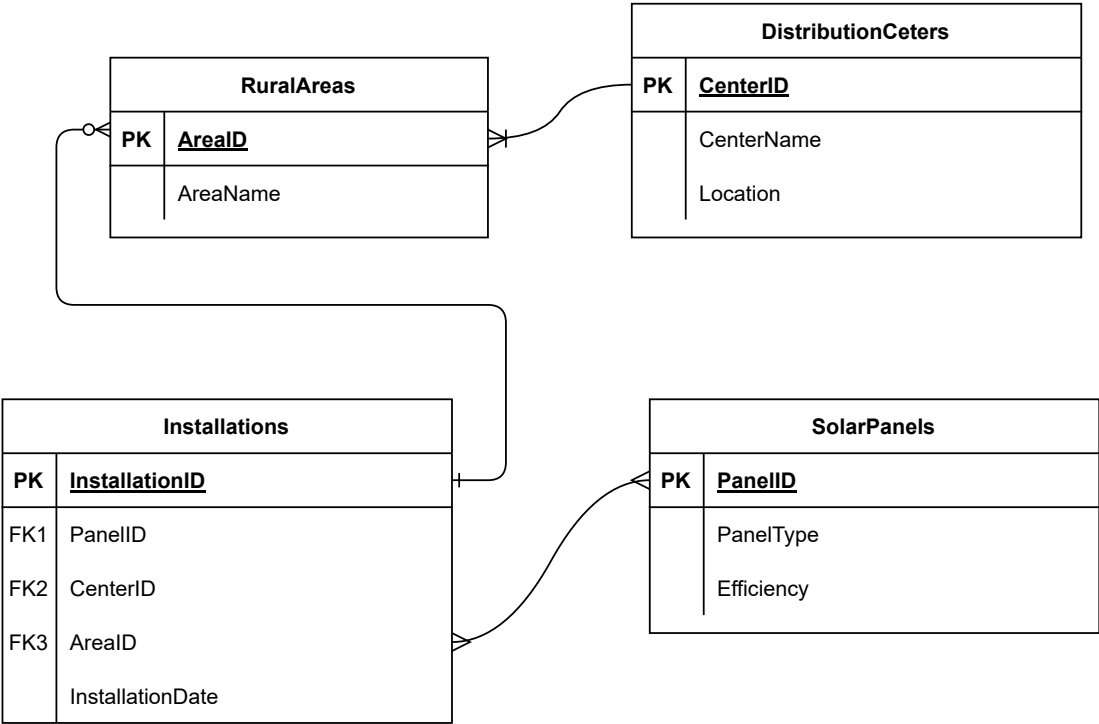 DistributionCeters
PK CenterID
CenterName
Location
RuralAreas
PK AreaID
AreaName
Installations
PK InstallationID
FK1 PanelID
FK2 CenterID
FK3 AreaID
InstallationDate
SolarPanels
PK PanelID
PanelType
Efficiency